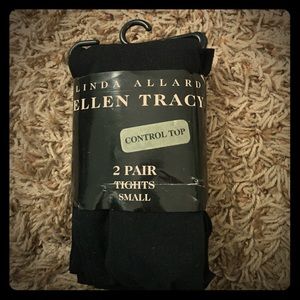 LINDA ALLARD
ELLEN TRACY
CONTROL TOP
2 PAIR
TIGHTS
SMALL